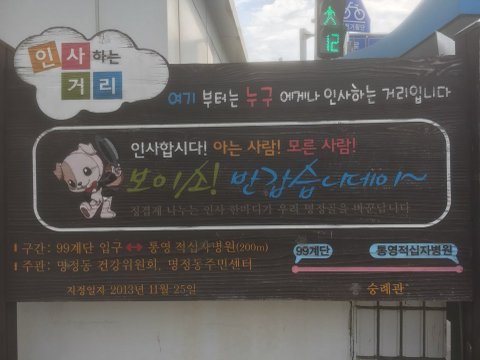 인사하는
거리
12
여기 부터는 누구 에게나 인사하는 거리입니다
인사합시다! 아는 사람! 모른 사람!
보이소! 반갑습니데이~
정겹게 나누는 인사 한마디가 우리 명정골을 바꾼답니다
구간: 99계단 입구 ↔ 통영 적십자병원(200m)
주관: 명정동 건강위원회, 명정동주민센터
지정일자 2013년 11월 25일
99계단
통영적십자병원
숭례관